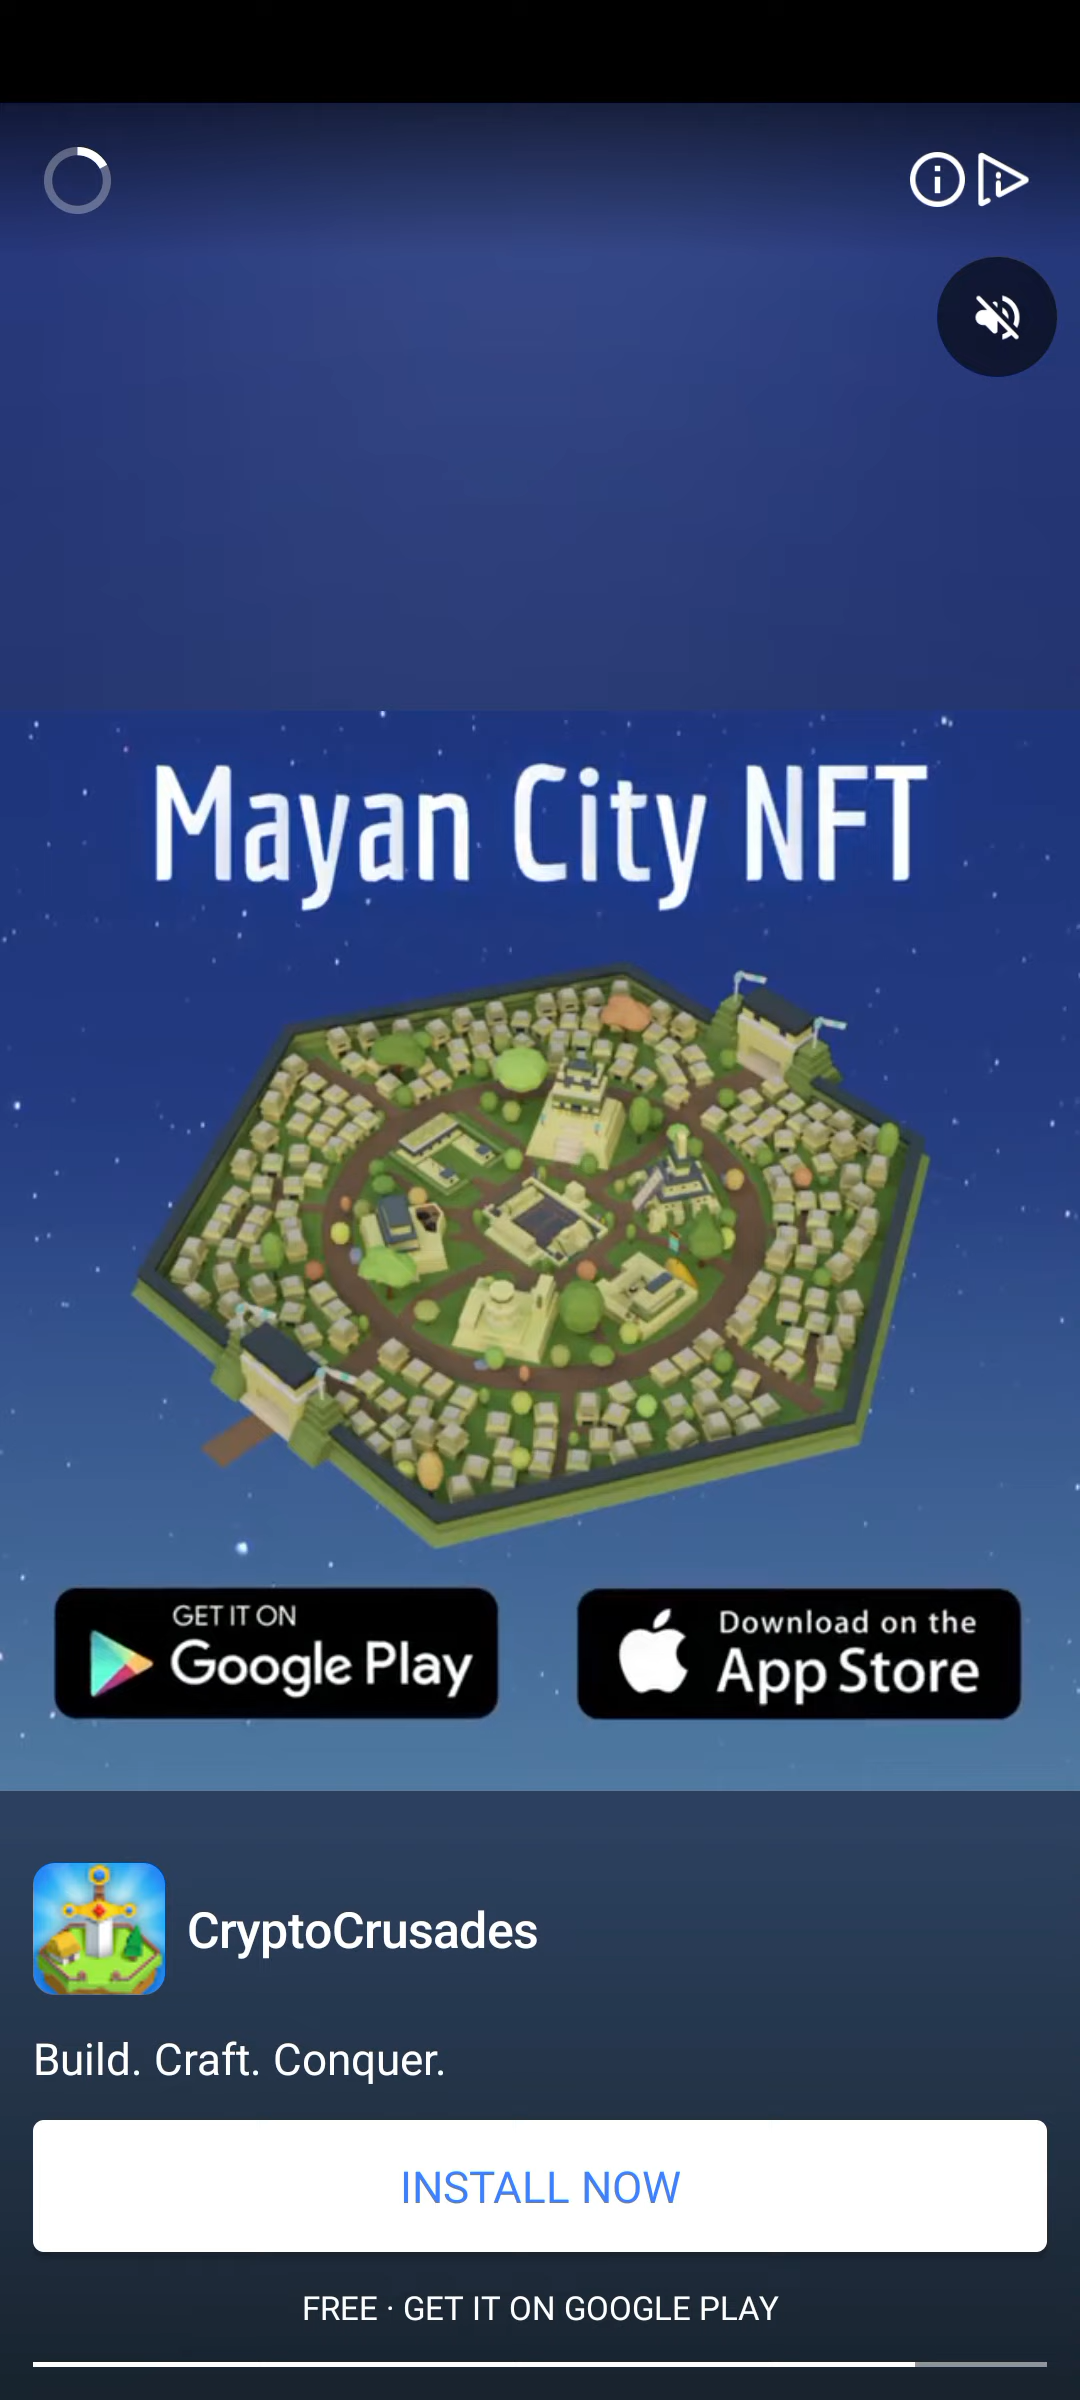 Mayan City NFT
GET IT ON
Google Play
Download on the
App Store
CryptoCrusades
Build. Craft. Conquer.
INSTALL NOW
FREE · GET IT ON GOOGLE PLAY